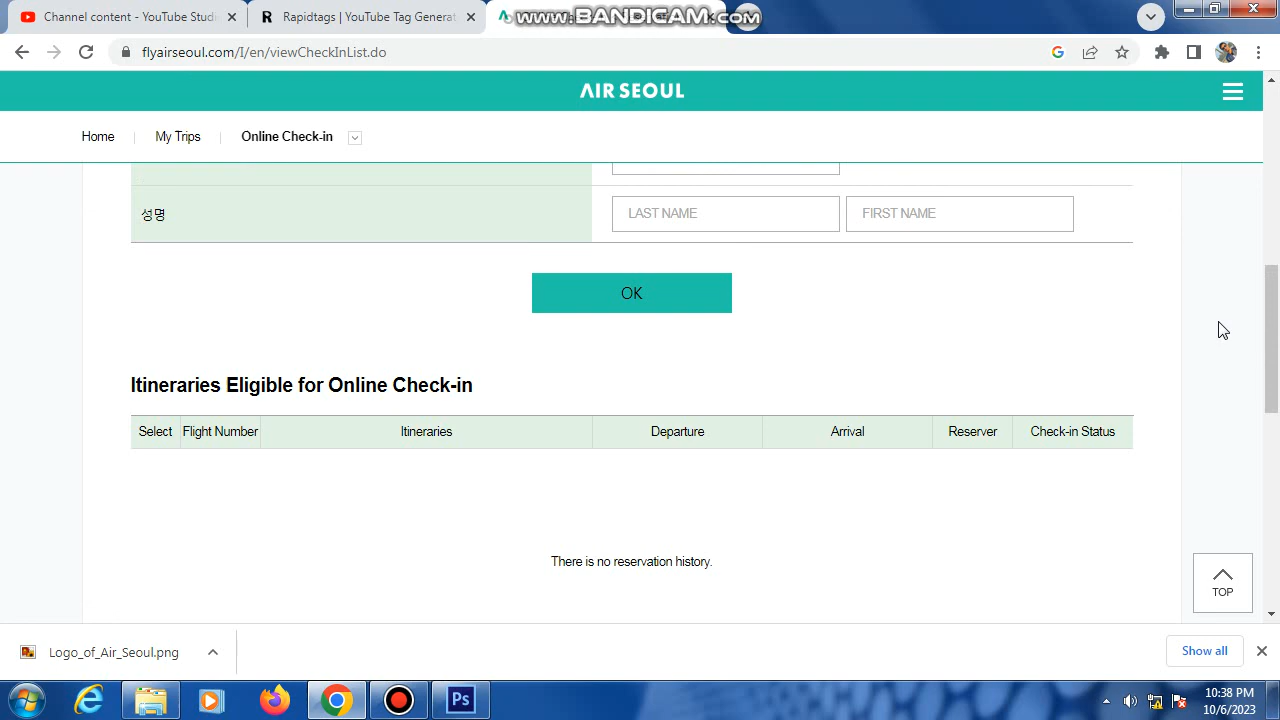 Channel content - YouTube Studi
Rapidtags | YouTube Tag Generat
www.BANDICAM.com
flyairseoul.com/I/en/viewCheckInList.do
AIR SEOUL
Home
My Trips
Online Check-in
성명
LAST NAME
FIRST NAME
OK
Itineraries Eligible for Online Check-in
Select Flight Number Itineraries Departure Arrival Reserver Check-in Status
There is no reservation history.
TOP
Logo_of_Air_Seoul.png
Show all
Ps
10:38 PM
10/6/2023